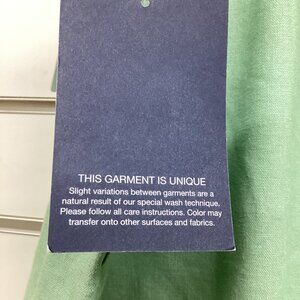 THIS GARMENT IS UNIQUE
Slight variations between garments are a
natural result of our special wash technique.
Please follow all care instructions. Color may
transfer onto other surfaces and fabrics.